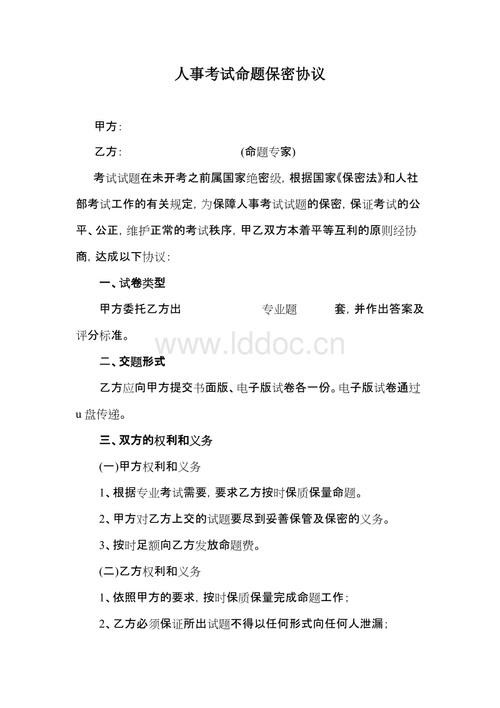 人事考试命题保密协议
甲方：
乙方： (命题专家)
考试试题在未开考之前属国家绝密级，根据国家《保密法》和人社
部考试工作的有关规定，为保障人事考试试题的保密，保证考试的公
平、公正，维护正常的考试秩序，甲乙双方本着平等互利的原则经协
商，达成以下协议：
一、试卷类型
甲方委托乙方出 专业题 套，并作出答案及
评分标准。
www.lddoc.cn
二、交题形式
乙方应向甲方提交书面版、电子版试卷各一份。电子版试卷通过
u 盘传递。
三、双方的权利和义务
(一)甲方权利和义务
1、根据专业考试需要，要求乙方按时保质保量命题。
2、甲方对乙方上交的试题要尽到妥善保管及保密的义务。
3、按时足额向乙方发放命题费。
(二)乙方权利和义务
1、依照甲方的要求，按时保质保量完成命题工作；
2、乙方必须保证所出试题不得以任何形式向任何人泄漏；